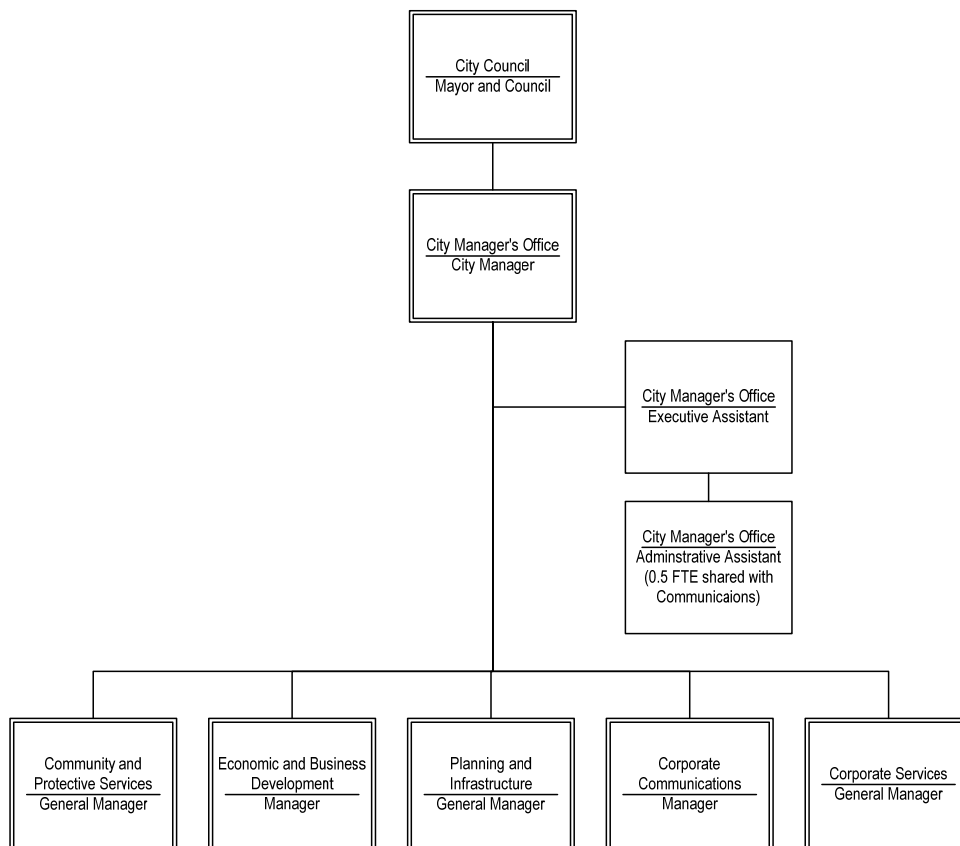 City Council
Mayor and Council
City Manager's Office
City Manager
City Manager's Office
Executive Assistant
City Manager's Office
Adminstrative Assistant
(0.5 FTE shared with
Communicaions)
Community and
Protective Services
General Manager
Economic and Business
Development
Manager
Planning and
Infrastructure
General Manager
Corporate
Communications
Manager
Corporate Services
General Manager